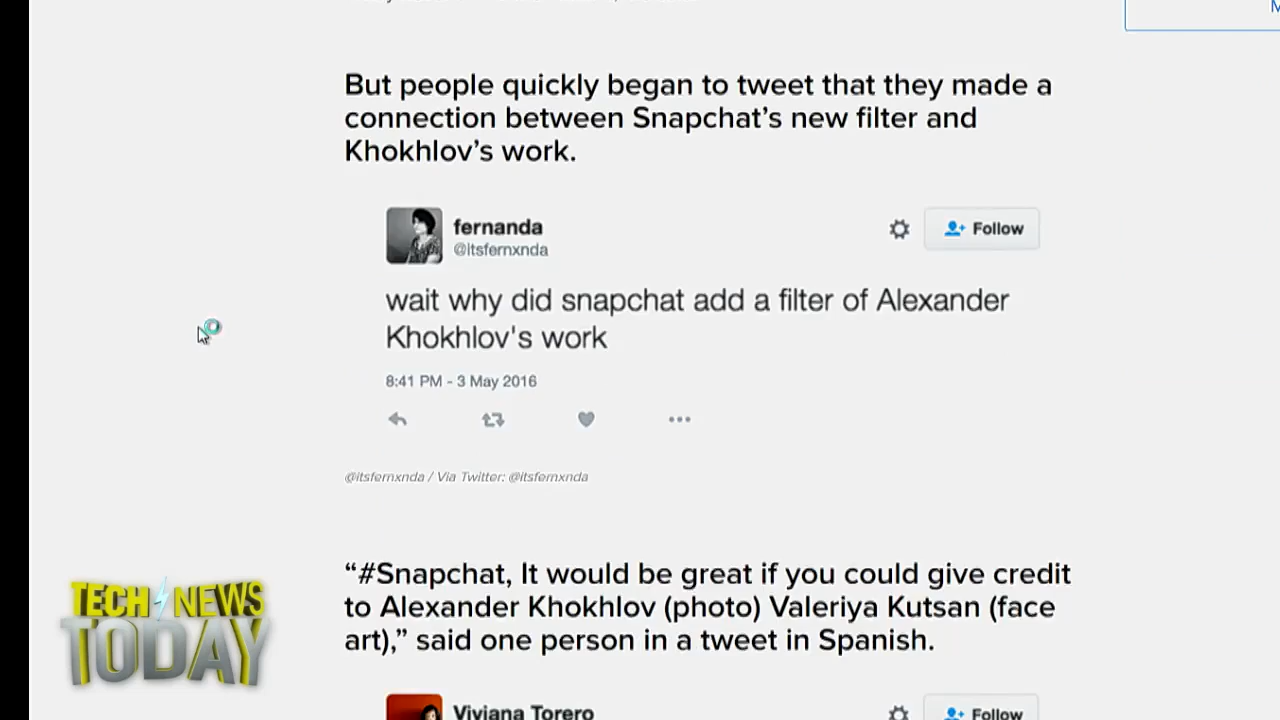 But people quickly began to tweet that they made a
connection between Snapchat's new filter and
Khokhlov's work.
fernanda
@itsfernxnda
Follow
wait why did snapchat add a filter of Alexander
Khokhlov's work
8:41 PM - 3 May 2016
@itsfernxnda / Via Twitter: @itsfernxnda
“#Snapchat, It would be great if you could give credit
to Alexander Khokhlov (photo) Valeriya Kutsan (face
art),” said one person in a tweet in Spanish.
TECH NEWS
TODAY
Viviana Torero
Follow